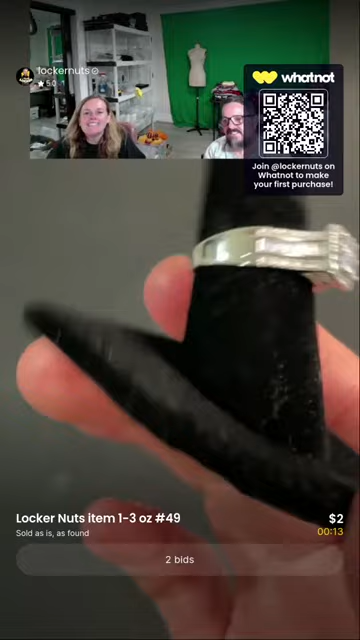 lockernuts
5.0
whatnot
Join @lockernuts on
Whatnot to make
your first purchase!
Locker Nuts item 1-3 oz #49
$2
Sold as is, as found
00:13
2 bids